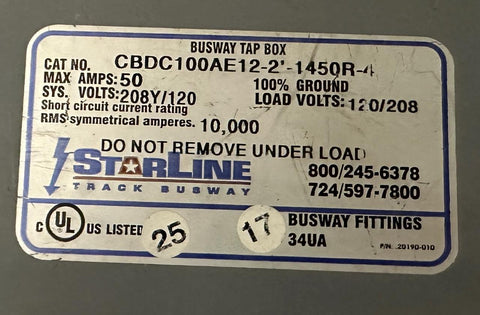 BUSWAY TAP BOX
CAT NO. CBDC100AE12-2'-1450R-4
MAX AMPS: 50 100% GROUND
SYS. VOLTS: 208Y/120 LOAD VOLTS: 120/208
Short circuit current rating
RMS symmetrical amperes. 10,000
DO NOT REMOVE UNDER LOAD
STARLINE 800/245-6378
TRACK BUSWAY 724/597-7800
C UL US LISTED 25 17 BUSWAY FITTINGS
34UA P/N: .20190-010